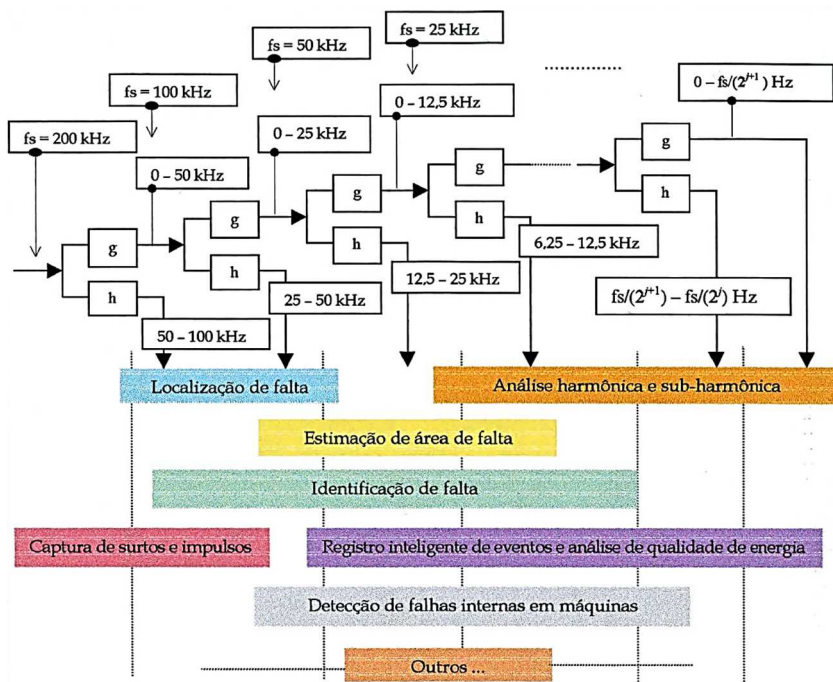 fs = 25 kHz
fs = 50 kHz
fs = 100 kHz
fs = 200 kHz
0 – fs/(2^{j+1}) Hz
0 – 12,5 kHz
0 – 25 kHz
0 – 50 kHz
g
h
g
h
g
h
g
h
g
h
6,25 – 12,5 kHz
12,5 – 25 kHz
25 – 50 kHz
50 – 100 kHz
fs/(2^{j+1}) – fs/(2^j) Hz
Localização de falta
Análise harmônica e sub-harmônica
Estimação de área de falta
Identificação de falta
Captura de surtos e impulsos
Registro inteligente de eventos e análise de qualidade de energia
Detecção de falhas internas em máquinas
Outros ...